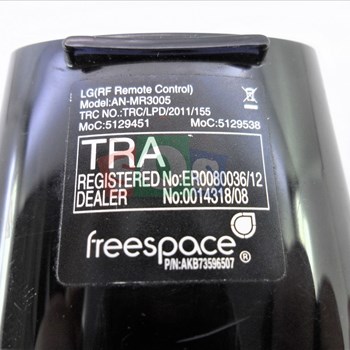 LG(RF Remote Control)
Model:AN-MR3005
TRC NO.:TRC/LPD/2011/155
MoC:5129451 MoC:5129538
TRA
REGISTERED No:ER0080036/12
DEALER No:0014318/08
freespace®
P/N:AKB73596507